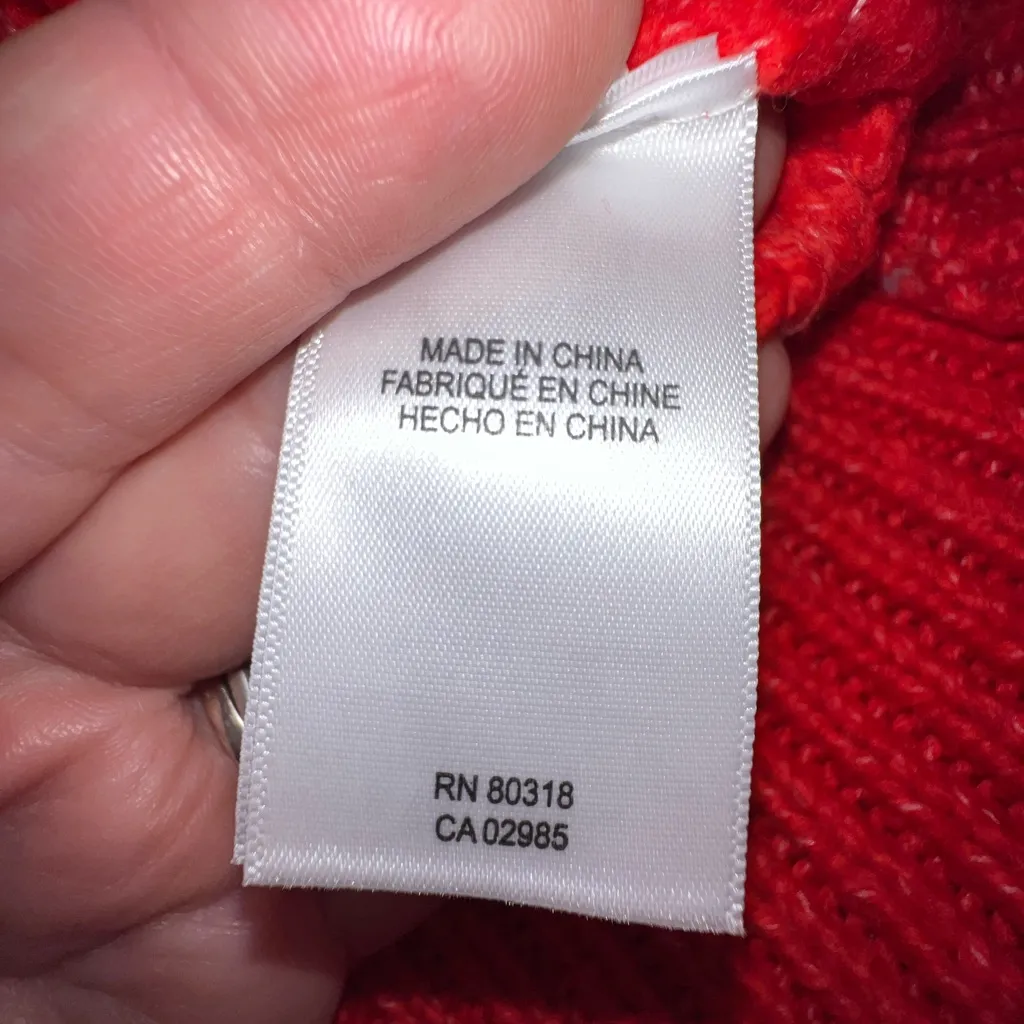 MADE IN CHINA
FABRIQUÉ EN CHINE
HECHO EN CHINA
RN 80318
CA 02985